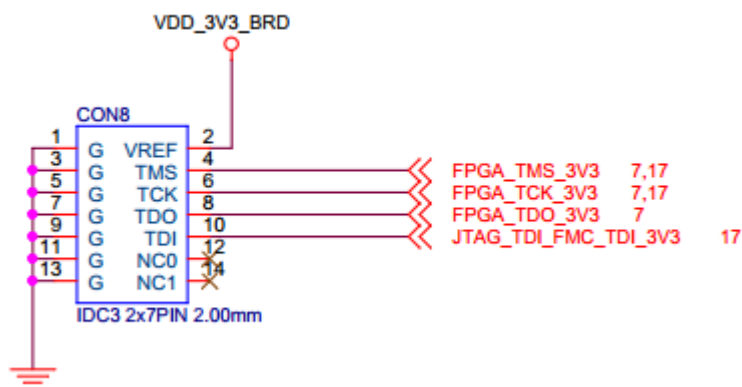 VDD_3V3_BRD
CON8
1 G VREF 2
3 G TMS 4 FPGA_TMS_3V3 7,17
5 G TCK 6 FPGA_TCK_3V3 7,17
7 G TDO 8 FPGA_TDO_3V3 7
9 G TDI 10 JTAG_TDI_FMC_TDI_3V3 17
11 G NC0 12
13 G NC1 14
IDC3 2x7PIN 2.00mm